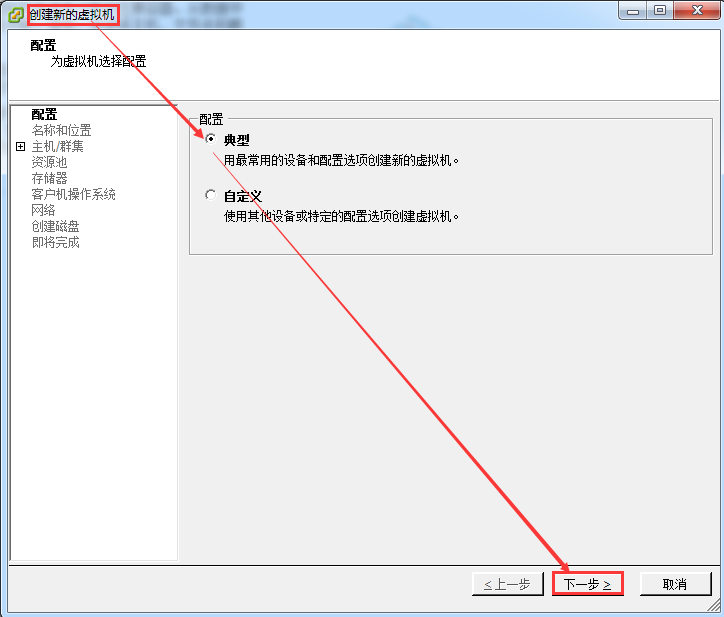 创建新的虚拟机
配置
为虚拟机选择配置
配置
名称和位置
主机/群集
资源池
存储器
客户机操作系统
网络
创建磁盘
即将完成
配置
典型
用最常用的设备和配置选项创建新的虚拟机。
自定义
使用其他设备或特定的配置选项创建虚拟机。
≤上一步
下一步 ≥
取消